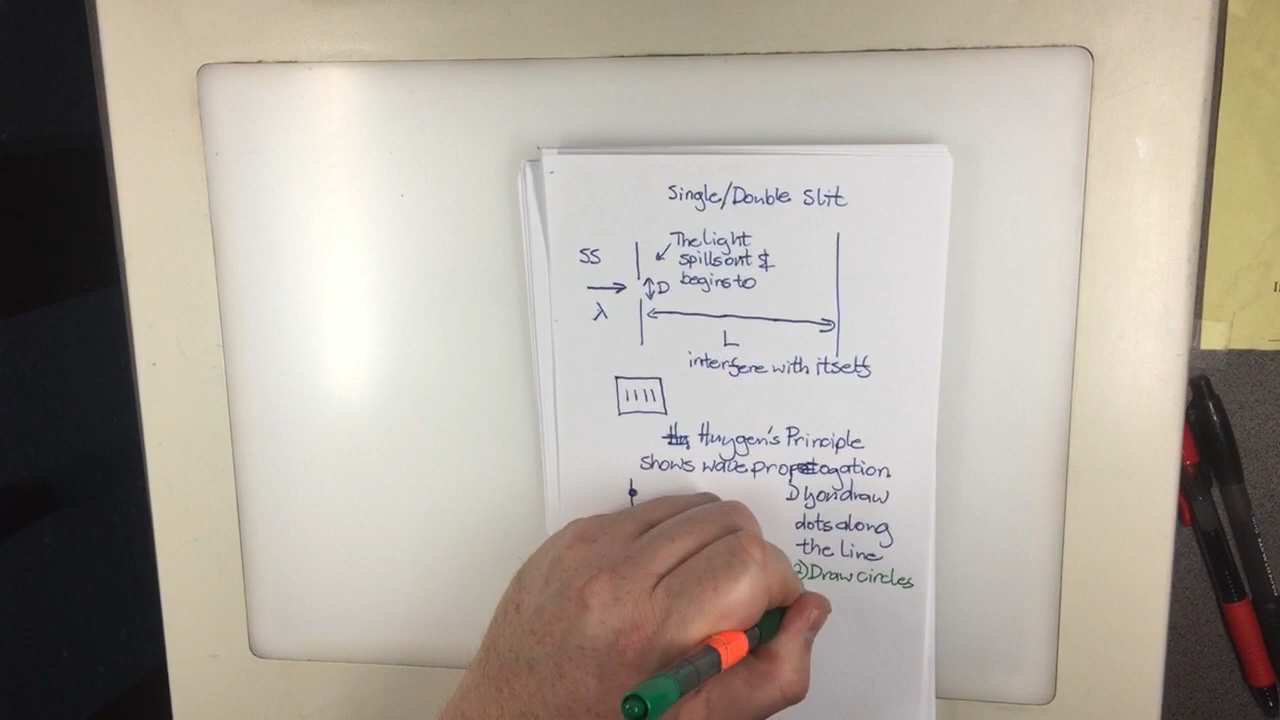 Single/Double Slit
SS
The light
spills out &
begins to
D
λ
L
interfere with itself
Huygen's Principle
shows wave propogation
1) you draw
dots along
the line
2) Draw circles